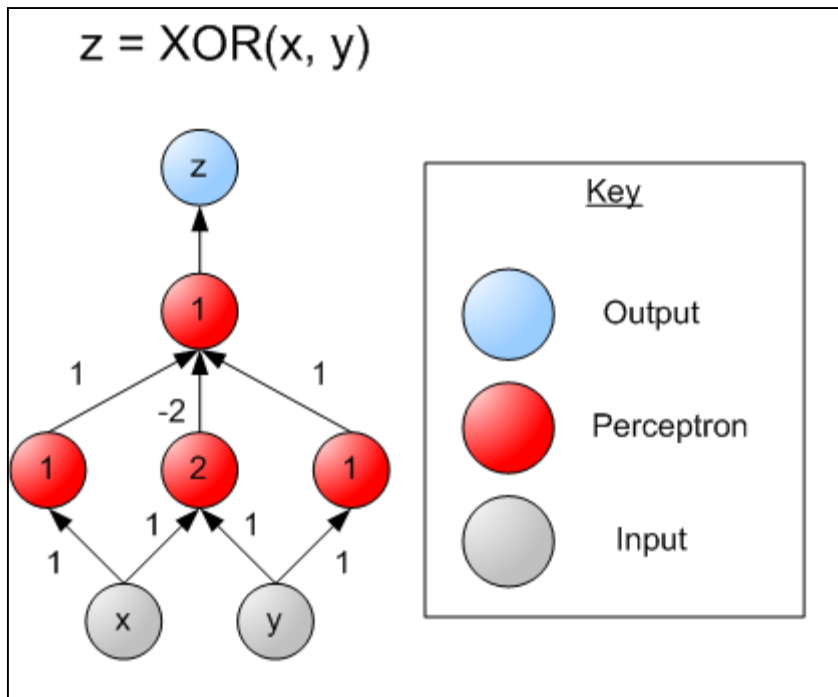 z = XOR(x, y)
z
1
1
1
-2
1
2
1
1
1
1
1
x
y
Key
Output
Perceptron
Input